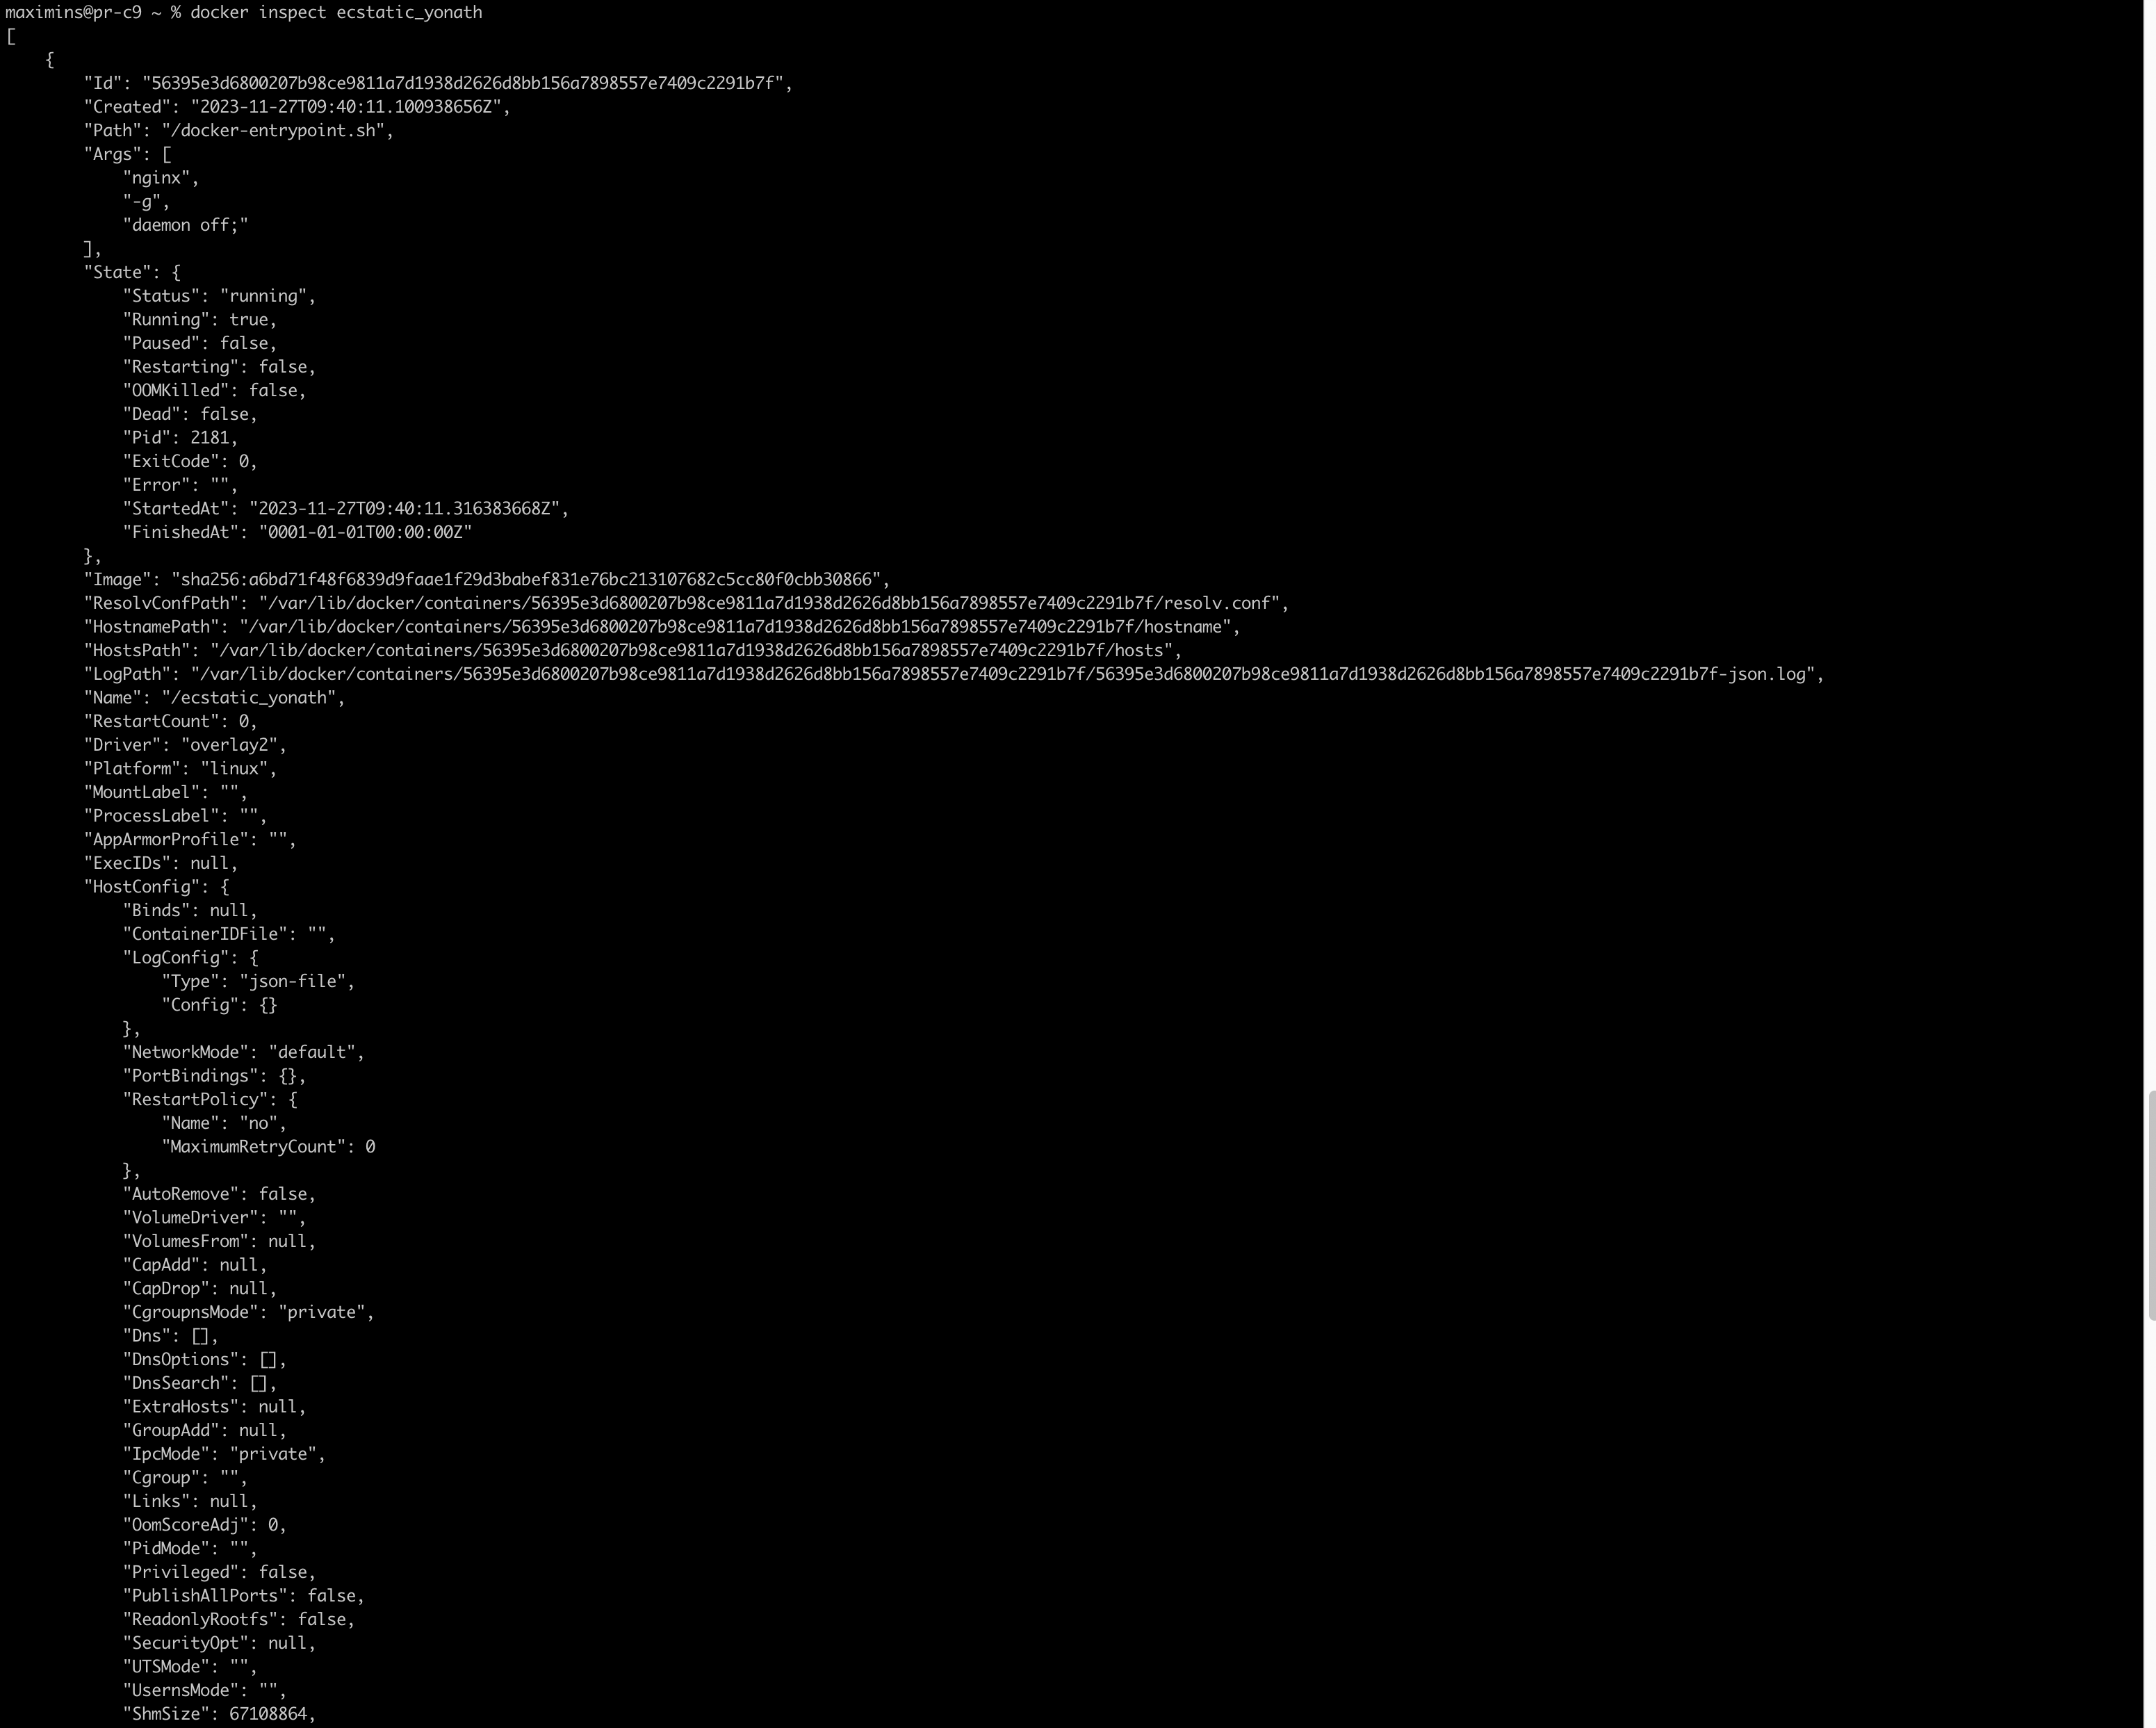 maximins@pr-c9 ~ % docker inspect ecstatic_yonath
[
    {
        "Id": "56395e3d6800207b98ce9811a7d1938d2626d8bb156a7898557e7409c2291b7f",
        "Created": "2023-11-27T09:40:11.100938656Z",
        "Path": "/docker-entrypoint.sh",
        "Args": [
            "nginx",
            "-g",
            "daemon off;"
        ],
        "State": {
            "Status": "running",
            "Running": true,
            "Paused": false,
            "Restarting": false,
            "OOMKilled": false,
            "Dead": false,
            "Pid": 2181,
            "ExitCode": 0,
            "Error": "",
            "StartedAt": "2023-11-27T09:40:11.316383668Z",
            "FinishedAt": "0001-01-01T00:00:00Z"
        },
        "Image": "sha256:a6bd71f48f6839d9faae1f29d3babef831e76bc213107682c5cc80f0cbb30866",
        "ResolvConfPath": "/var/lib/docker/containers/56395e3d6800207b98ce9811a7d1938d2626d8bb156a7898557e7409c2291b7f/resolv.conf",
        "HostnamePath": "/var/lib/docker/containers/56395e3d6800207b98ce9811a7d1938d2626d8bb156a7898557e7409c2291b7f/hostname",
        "HostsPath": "/var/lib/docker/containers/56395e3d6800207b98ce9811a7d1938d2626d8bb156a7898557e7409c2291b7f/hosts",
        "LogPath": "/var/lib/docker/containers/56395e3d6800207b98ce9811a7d1938d2626d8bb156a7898557e7409c2291b7f/56395e3d6800207b98ce9811a7d1938d2626d8bb156a7898557e7409c2291b7f-json.log",
        "Name": "/ecstatic_yonath",
        "RestartCount": 0,
        "Driver": "overlay2",
        "Platform": "linux",
        "MountLabel": "",
        "ProcessLabel": "",
        "AppArmorProfile": "",
        "ExecIDs": null,
        "HostConfig": {
            "Binds": null,
            "ContainerIDFile": "",
            "LogConfig": {
                "Type": "json-file",
                "Config": {}
            },
            "NetworkMode": "default",
            "PortBindings": {},
            "RestartPolicy": {
                "Name": "no",
                "MaximumRetryCount": 0
            },
            "AutoRemove": false,
            "VolumeDriver": "",
            "VolumesFrom": null,
            "CapAdd": null,
            "CapDrop": null,
            "CgroupnsMode": "private",
            "Dns": [],
            "DnsOptions": [],
            "DnsSearch": [],
            "ExtraHosts": null,
            "GroupAdd": null,
            "IpcMode": "private",
            "Cgroup": "",
            "Links": null,
            "OomScoreAdj": 0,
            "PidMode": "",
            "Privileged": false,
            "PublishAllPorts": false,
            "ReadonlyRootfs": false,
            "SecurityOpt": null,
            "UTSMode": "",
            "UsernsMode": "",
            "ShmSize": 67108864,